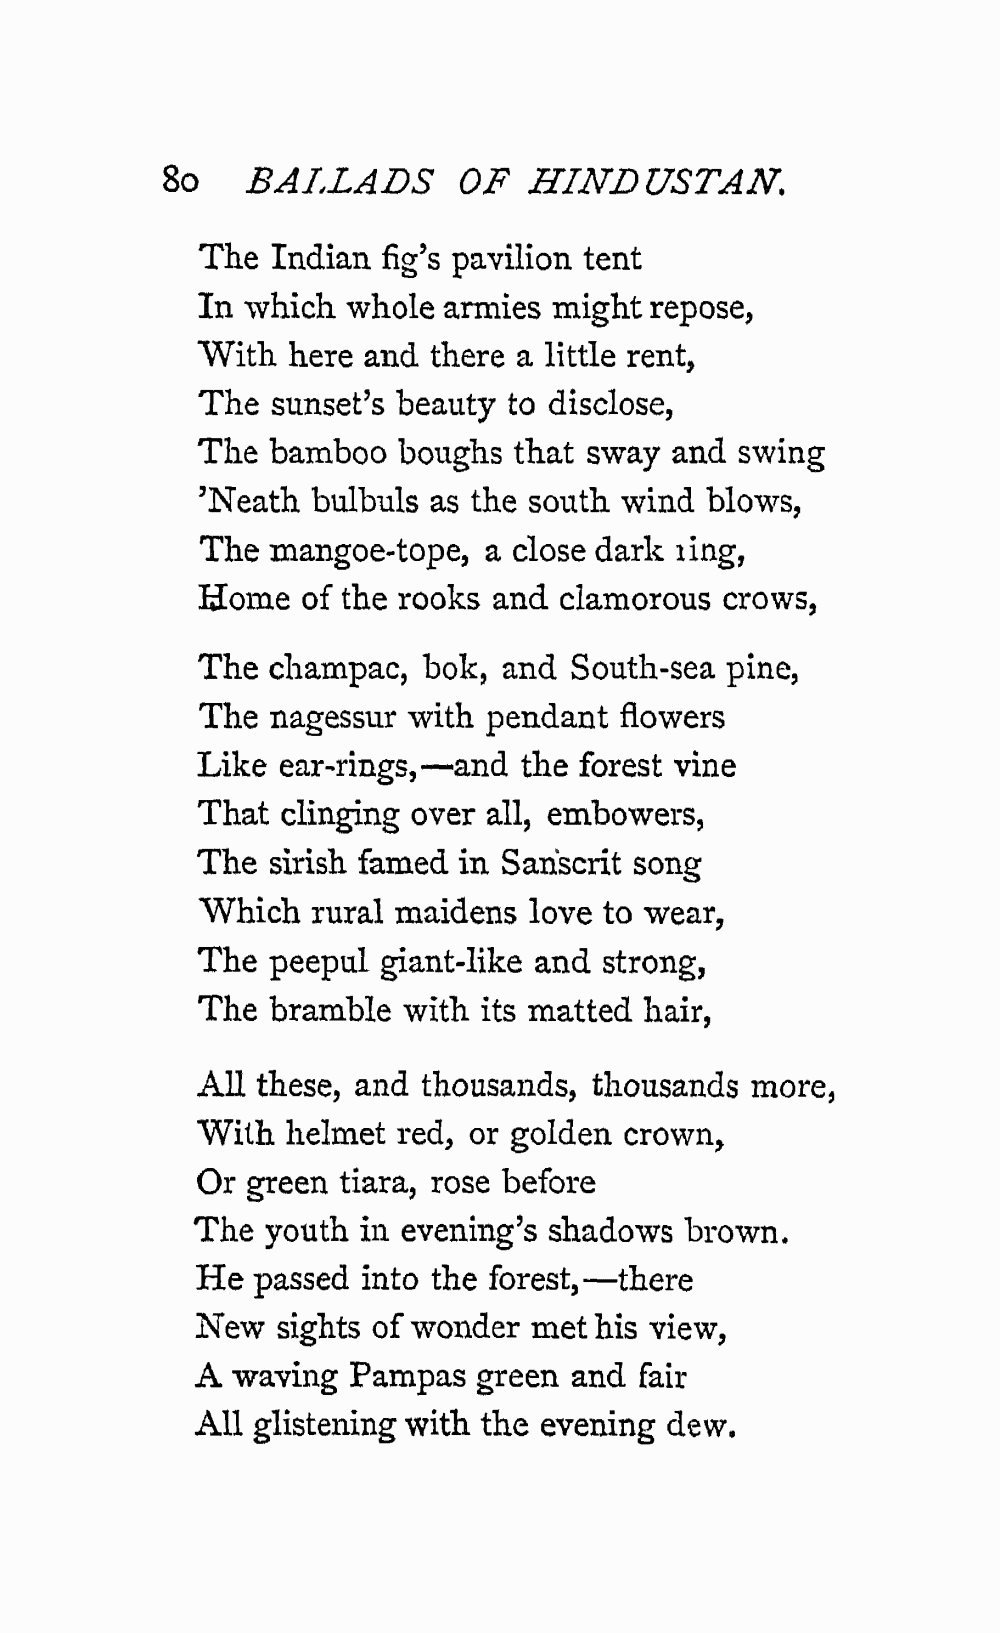 80 BALLADS OF HINDUSTAN.
The Indian fig's pavilion tent
In which whole armies might repose,
With here and there a little rent,
The sunset's beauty to disclose,
The bamboo boughs that sway and swing
'Neath bulbuls as the south wind blows,
The mangoe-tope, a close dark ring,
Home of the rooks and clamorous crows,
The champac, bok, and South-sea pine,
The nagessur with pendant flowers
Like ear-rings,—and the forest vine
That clinging over all, embowers,
The sirish famed in Sanscrit song
Which rural maidens love to wear,
The peepul giant-like and strong,
The bramble with its matted hair,
All these, and thousands, thousands more,
With helmet red, or golden crown,
Or green tiara, rose before
The youth in evening's shadows brown.
He passed into the forest,—there
New sights of wonder met his view,
A waving Pampas green and fair
All glistening with the evening dew.